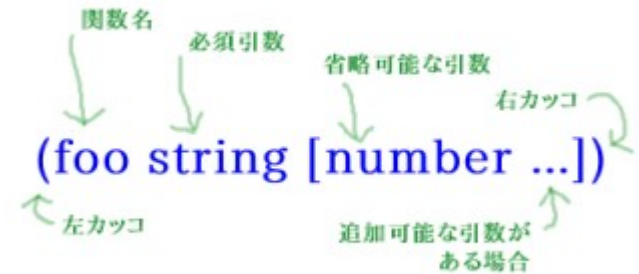 関数名
必須引数
省略可能な引数
右カッコ
(foo string [number ...])
左カッコ
追加可能な引数が
ある場合